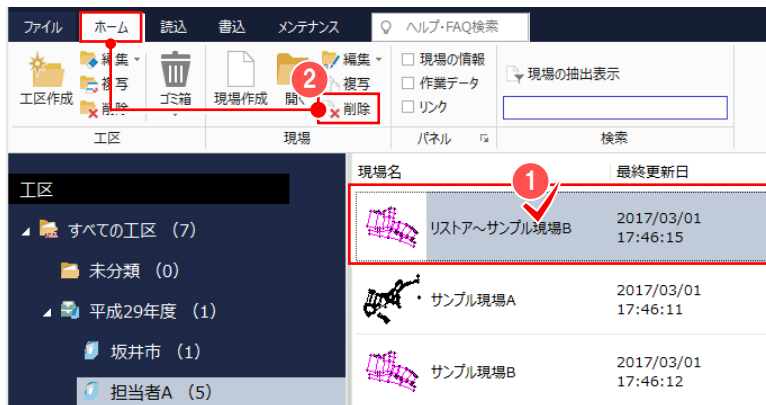 ファイル ホーム 読込 書込 メンテナンス ヘルプ・FAQ検索
工区作成 編集 複写 削除 ゴミ箱
工区
現場作成 開く 編集 複写 削除
現場
現場の情報
作業データ
リンク
パネル
現場の抽出表示
検索
2
工区
すべての工区 (7)
未分類 (0)
平成29年度 (1)
坂井市 (1)
担当者A (5)
現場名 最終更新日
1
リストア～サンプル現場B 2017/03/01
17:46:15
サンプル現場A 2017/03/01
17:46:11
サンプル現場B 2017/03/01
17:46:12